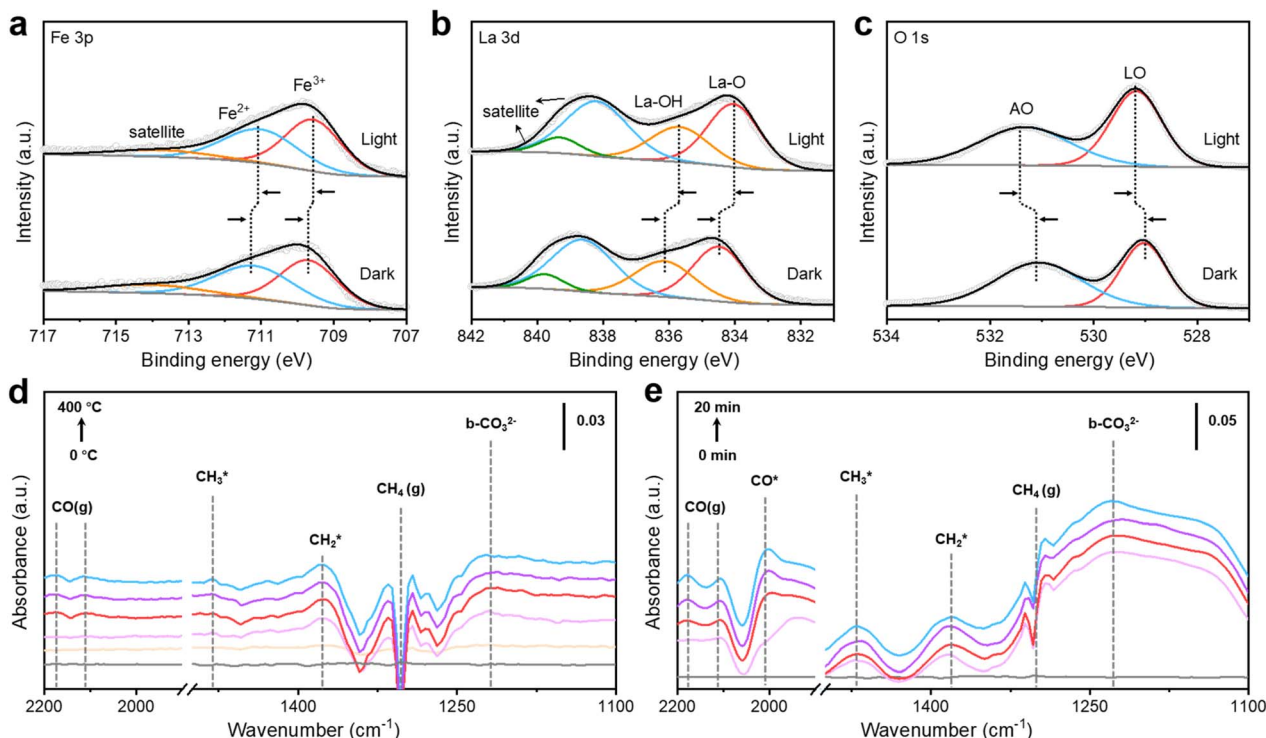 a
Fe 3p
Fe³⁺
Fe²⁺
satellite
Light
Dark
Intensity (a.u.)
717 715 713 711 709 707
Binding energy (eV)
b
La 3d
La-O
La-OH
satellite
Light
Dark
Intensity (a.u.)
842 840 838 836 834 832
Binding energy (eV)
c
O 1s
LO
AO
Light
Dark
Intensity (a.u.)
534 532 530 528
Binding energy (eV)
d
400 °C
0 °C
0.03
b-CO₃²⁻
CH₃*
CH₄ (g)
CO(g)
CH₂*
Absorbance (a.u.)
2200 2000 1400 1250 1100
Wavenumber (cm⁻¹)
e
20 min
0 min
0.05
b-CO₃²⁻
CO*
CH₃*
CH₄ (g)
CO(g)
CH₂*
Absorbance (a.u.)
2200 2000 1400 1250 1100
Wavenumber (cm⁻¹)